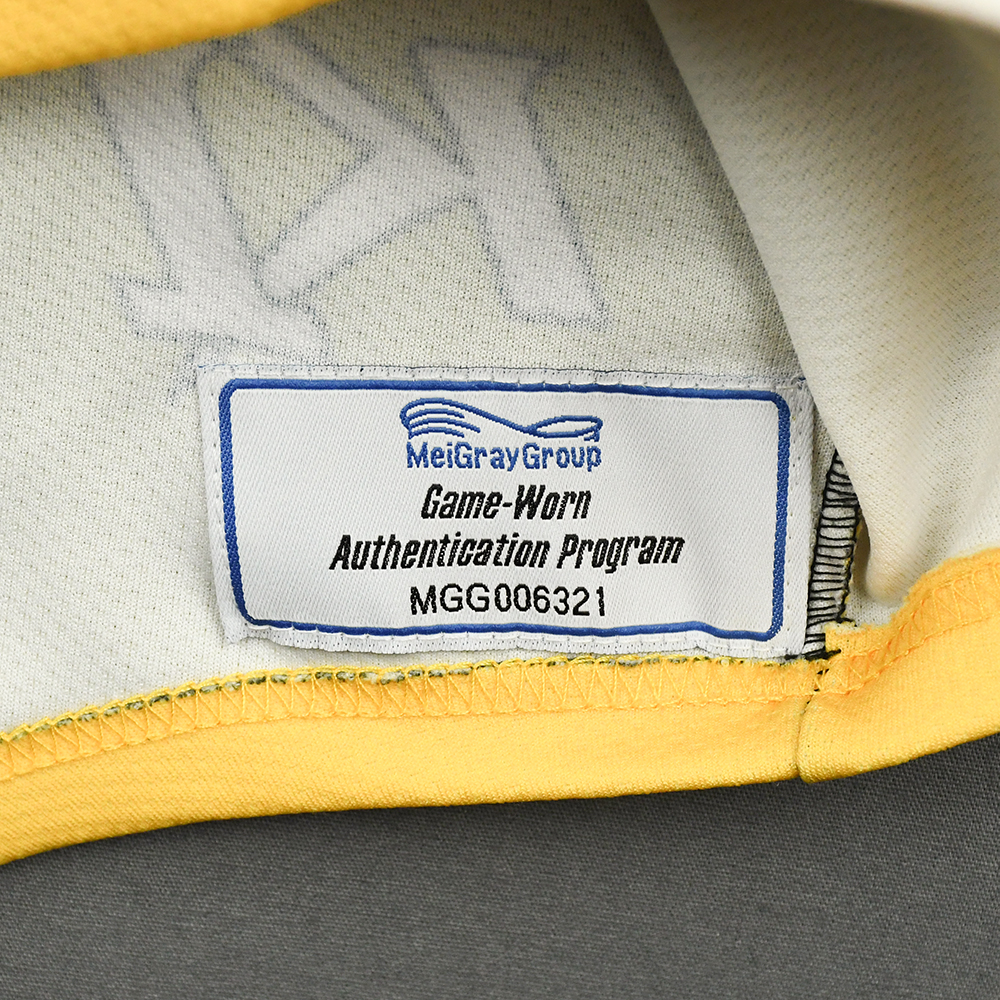 MeiGrayGroup
Game-Worn
Authentication Program
MGG006321